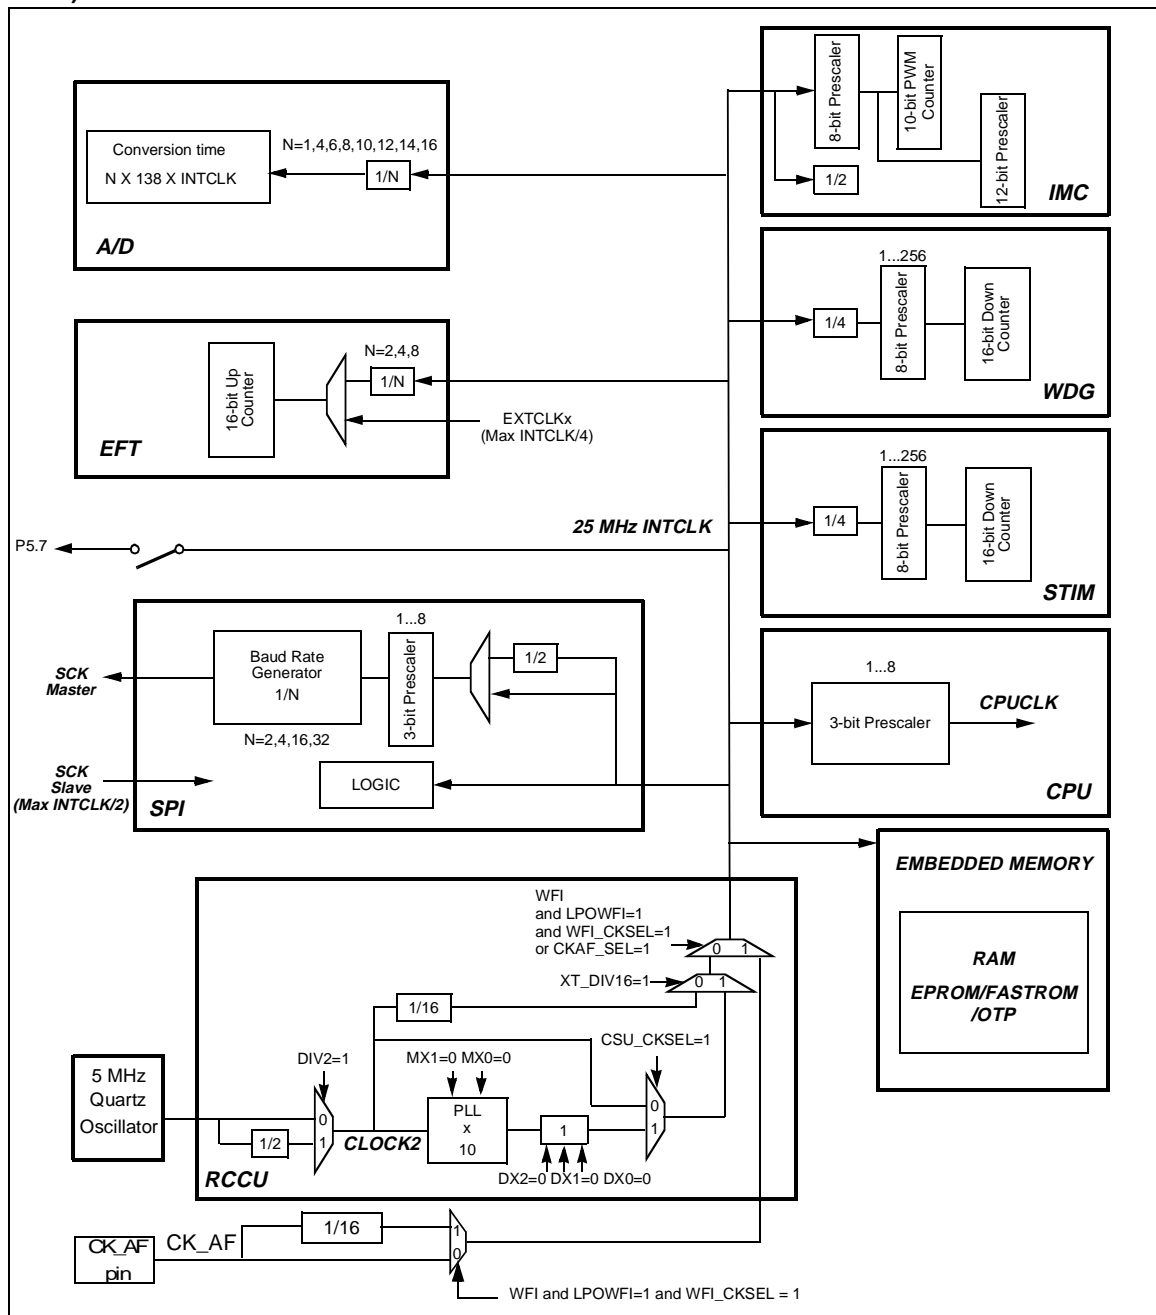 8-bit Prescaler
10-bit PWM
Counter
12-bit Prescaler
1/2
IMC
Conversion time
N X 138 X INTCLK
N=1,4,6,8,10,12,14,16
1/N
A/D
1...256
1/4
8-bit Prescaler
16-bit Down
Counter
WDG
16-bit Up
Counter
N=2,4,8
1/N
EXTCLKx
(Max INTCLK/4)
EFT
1...256
1/4
8-bit Prescaler
16-bit Down
Counter
STIM
25 MHz INTCLK
P5.7
1...8
Baud Rate
Generator
1/N
3-bit Prescaler
1/2
SCK
Master
N=2,4,16,32
SCK
Slave
(Max INTCLK/2)
LOGIC
SPI
1...8
3-bit Prescaler
CPUCLK
CPU
EMBEDDED MEMORY
RAM
EPROM/FASTROM
/OTP
WFI
and LPOWFI=1
and WFI_CKSEL=1
or CKAF_SEL=1
0 1
XT_DIV16=1
0 1
1/16
DIV2=1
MX1=0 MX0=0
CSU_CKSEL=1
5 MHz
Quartz
Oscillator
1/2
0
1
CLOCK2
PLL
x
10
1
0
1
DX2=0 DX1=0 DX0=0
RCCU
1/16
CK_AF
pin
CK_AF
1
0
WFI and LPOWFI=1 and WFI_CKSEL = 1